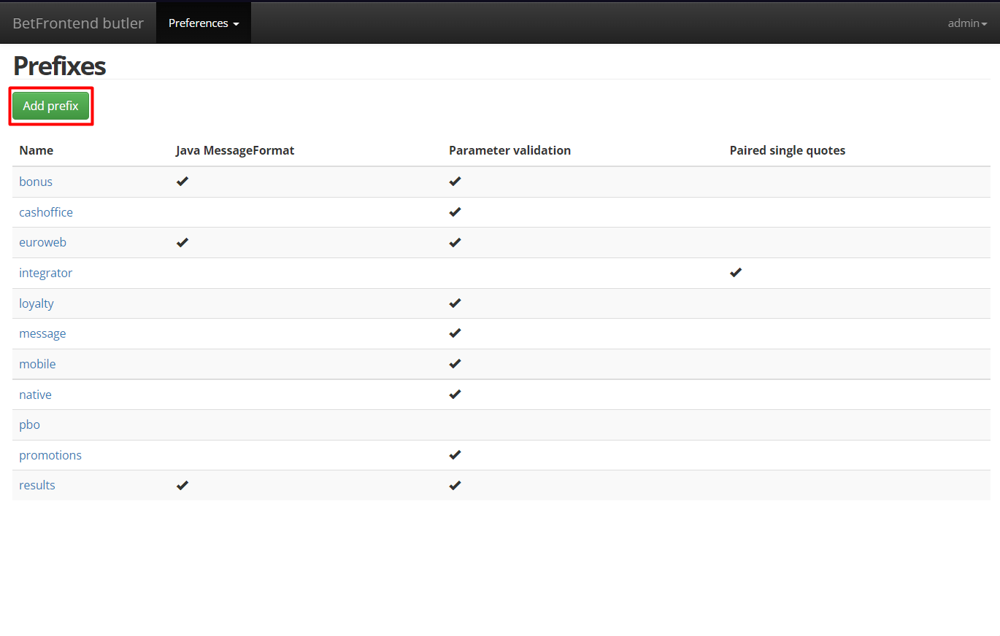 BetFrontend butler Preferences admin
Prefixes
Add prefix
Name Java MessageFormat Parameter validation Paired single quotes
bonus ✔ ✔
cashoffice ✔
euroweb ✔ ✔
integrator ✔
loyalty ✔
message ✔
mobile ✔
native ✔
pbo
promotions ✔
results ✔ ✔